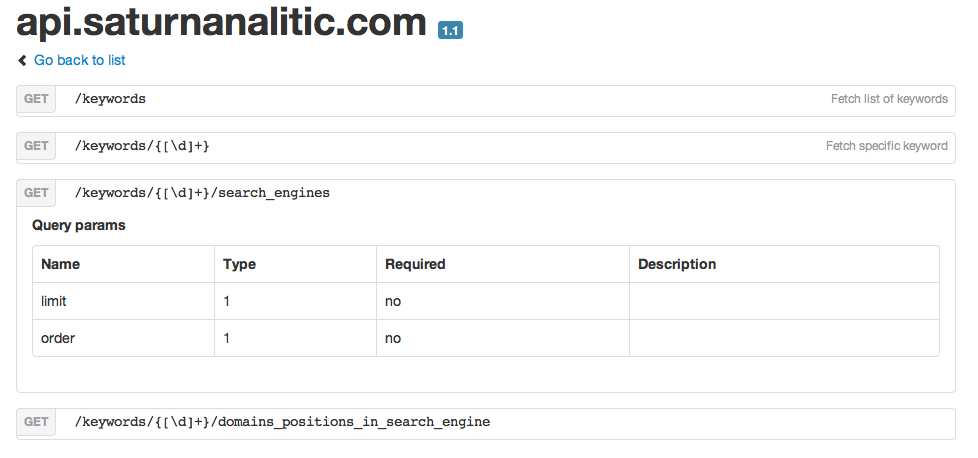 api.saturnanalitic.com 1.1
Go back to list
GET /keywords Fetch list of keywords
GET /keywords/{[\d]+} Fetch specific keyword
GET /keywords/{[\d]+}/search_engines
Query params
Name Type Required Description
limit 1 no
order 1 no
GET /keywords/{[\d]+}/domains_positions_in_search_engine